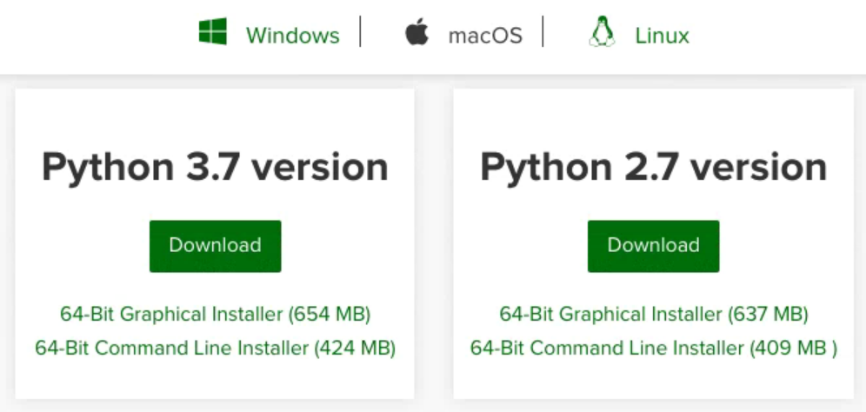 Windows | macOS | Linux
Python 3.7 version
Download
64-Bit Graphical Installer (654 MB)
64-Bit Command Line Installer (424 MB)
Python 2.7 version
Download
64-Bit Graphical Installer (637 MB)
64-Bit Command Line Installer (409 MB )